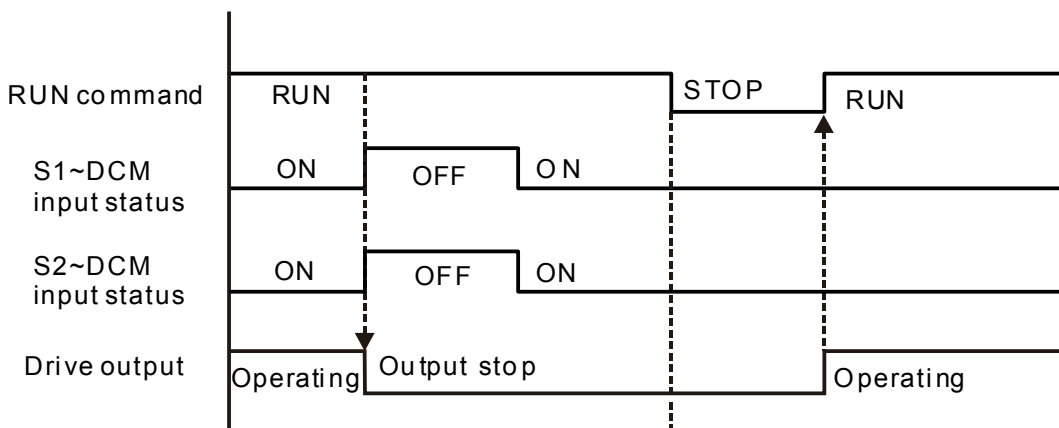 RUN command
RUN
STOP
RUN
S1~DCM
input status
ON
OFF
ON
S2~DCM
input status
ON
OFF
ON
Drive output
Operating
Output stop
Operating